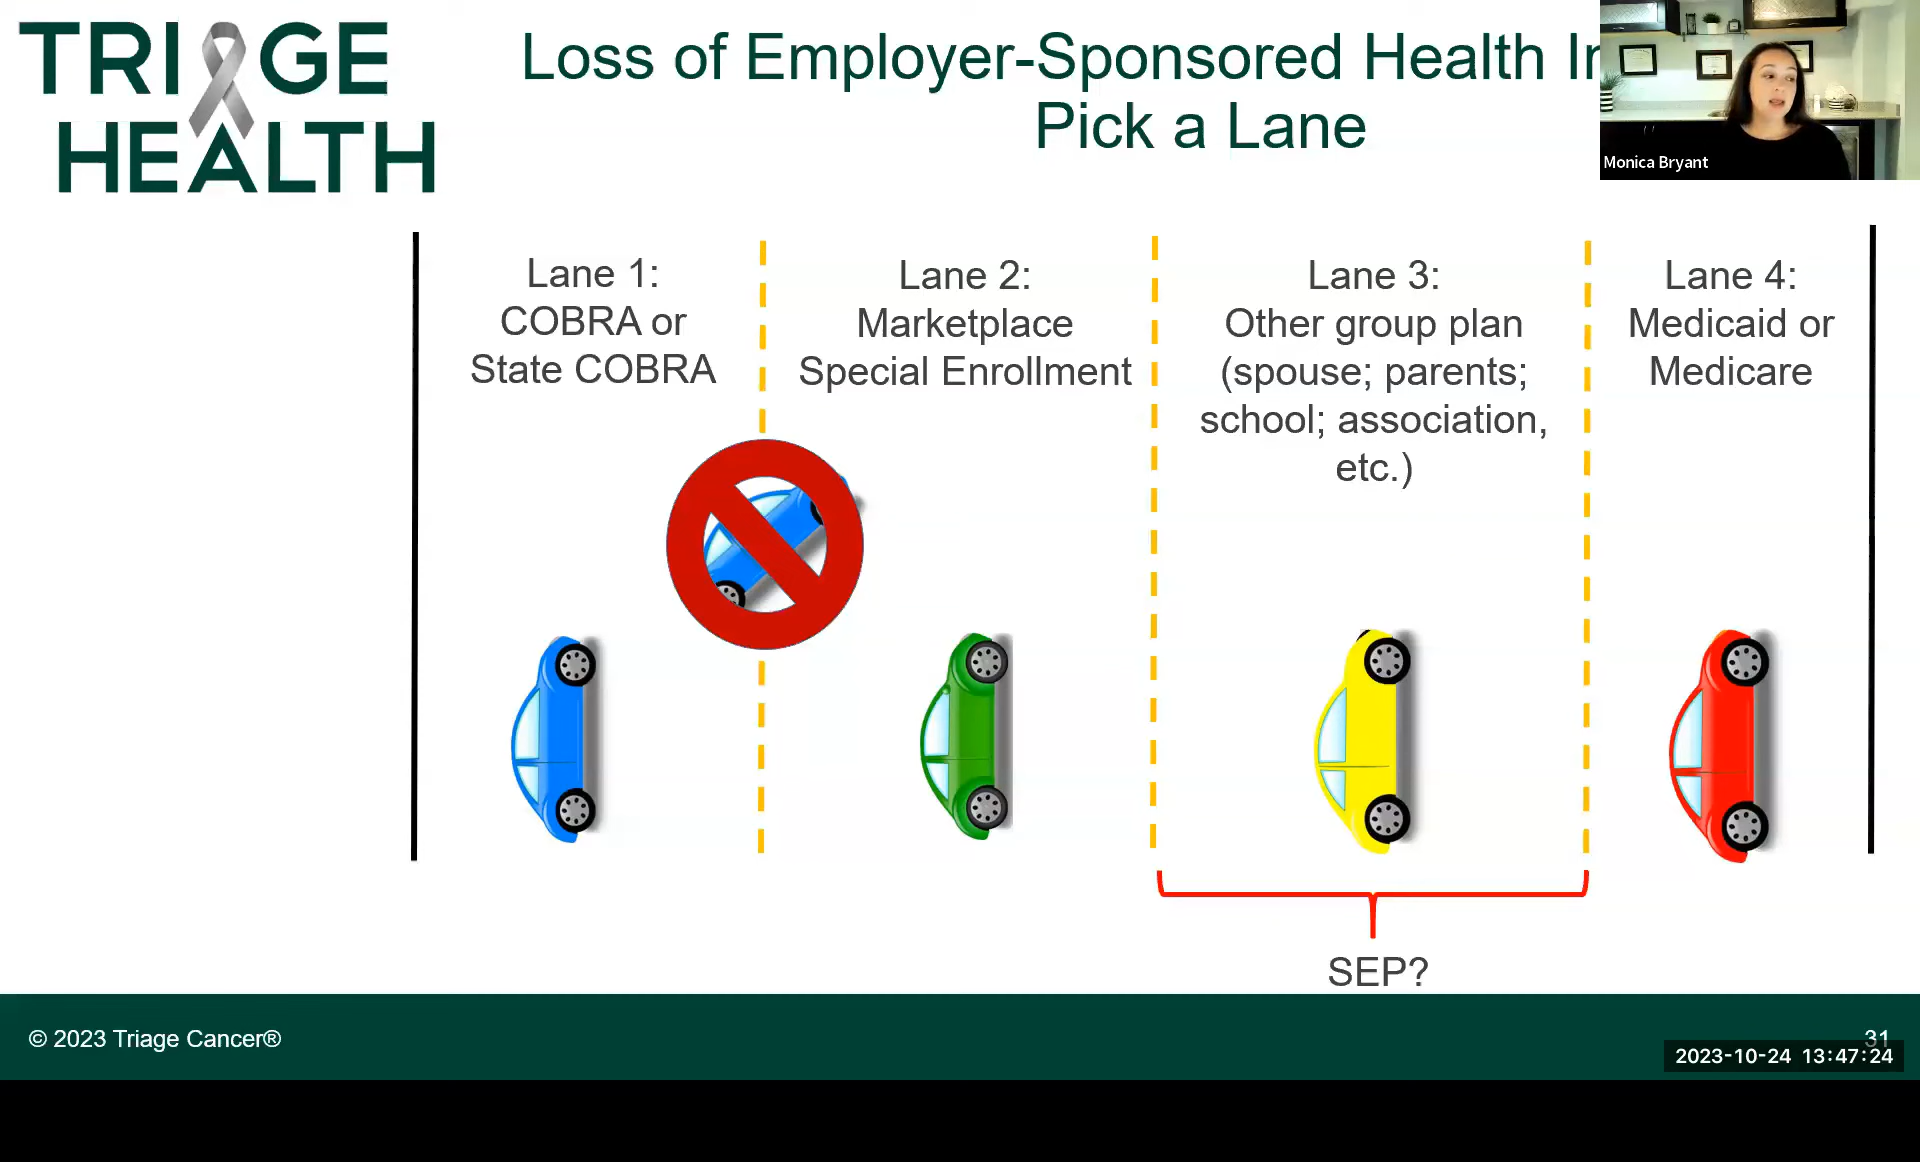 TRIAGE
HEALTH
Loss of Employer-Sponsored Health
Pick a Lane
Monica Bryant
Lane 1:
COBRA or
State COBRA
Lane 2:
Marketplace
Special Enrollment
Lane 3:
Other group plan
(spouse; parents;
school; association,
etc.)
Lane 4:
Medicaid or
Medicare
SEP?
© 2023 Triage Cancer®
31
2023-10-24 13:47:24